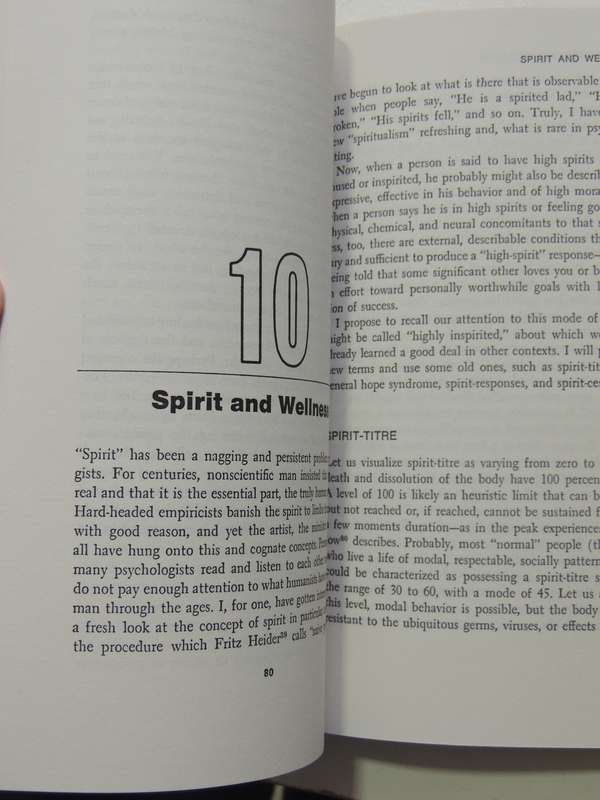 10
Spirit and Wellness
"Spirit" has been a nagging and persistent
gists. For centuries, nonscientific man insisted
real and that it is the essential part, the truly
Hard-headed empiricists banish the spirit to
with good reason, and yet the artist, the
all have hung onto this and cognate concepts.
many psychologists read and listen to each
do not pay enough attention to what humanists
man through the ages. I, for one, have gotten
a fresh look at the concept of spirit in particular
the procedure which Fritz Heider³⁹ calls
80
SPIRIT AND WE
begun to look at what is there that is observable
when people say, "He is a spirited lad,"
"His spirits fell," and so on. Truly, I have
"spiritualism" refreshing and, what is rare in
Now, when a person is said to have high spirits
or inspirited, he probably might also be
effective in his behavior and of high
a person says he is in high spirits or feeling
chemical, and neural concomitants to that
too, there are external, describable conditions
and sufficient to produce a "high-spirit" response—
told that some significant other loves you or
effort toward personally worthwhile goals with
of success.
I propose to recall our attention to this mode of
be called "highly inspirited," about which
learned a good deal in other contexts. I will
terms and use some old ones, such as
hope syndrome, spirit-responses, and
SPIRIT-TITRE
Let us visualize spirit-titre as varying from zero to
and dissolution of the body have 100
level of 100 is likely an heuristic limit that can
not reached or, if reached, cannot be sustained
few moments duration—as in the peak
describes. Probably, most "normal" people
who live a life of modal, respectable, socially
could be characterized as possessing a spirit-titre
the range of 30 to 60, with a mode of 45. Let us
this level, modal behavior is possible, but the body
resistant to the ubiquitous germs, viruses, or effects